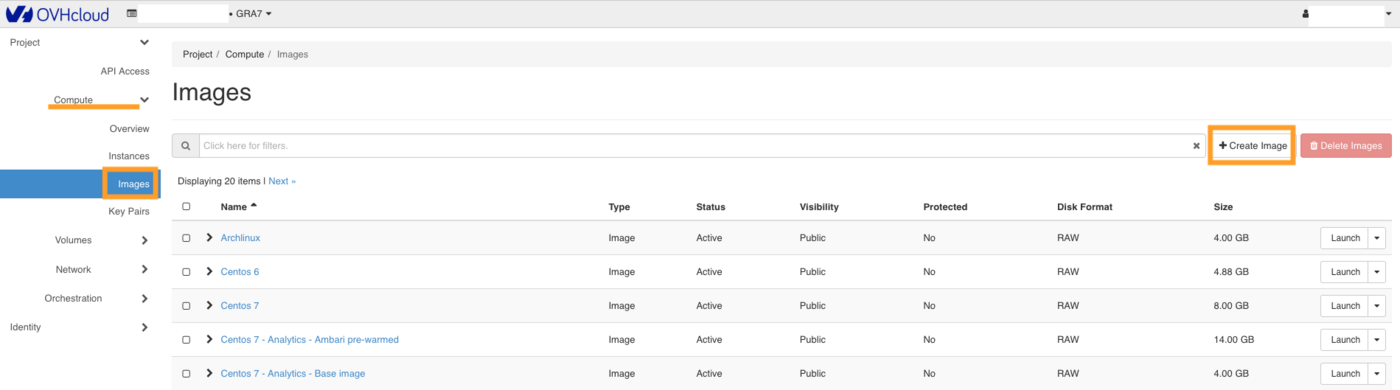 OVHcloud • GRA7
Project
API Access
Compute
Overview
Instances
Images
Key Pairs
Volumes
Network
Orchestration
Identity
Project / Compute / Images
Images
Click here for filters. + Create Image Delete Images
Displaying 20 items | Next »
Name Type Status Visibility Protected Disk Format Size
Archlinux Image Active Public No RAW 4.00 GB Launch
Centos 6 Image Active Public No RAW 4.88 GB Launch
Centos 7 Image Active Public No RAW 8.00 GB Launch
Centos 7 - Analytics - Ambari pre-warmed Image Active Public No RAW 14.00 GB Launch
Centos 7 - Analytics - Base image Image Active Public No RAW 4.00 GB Launch